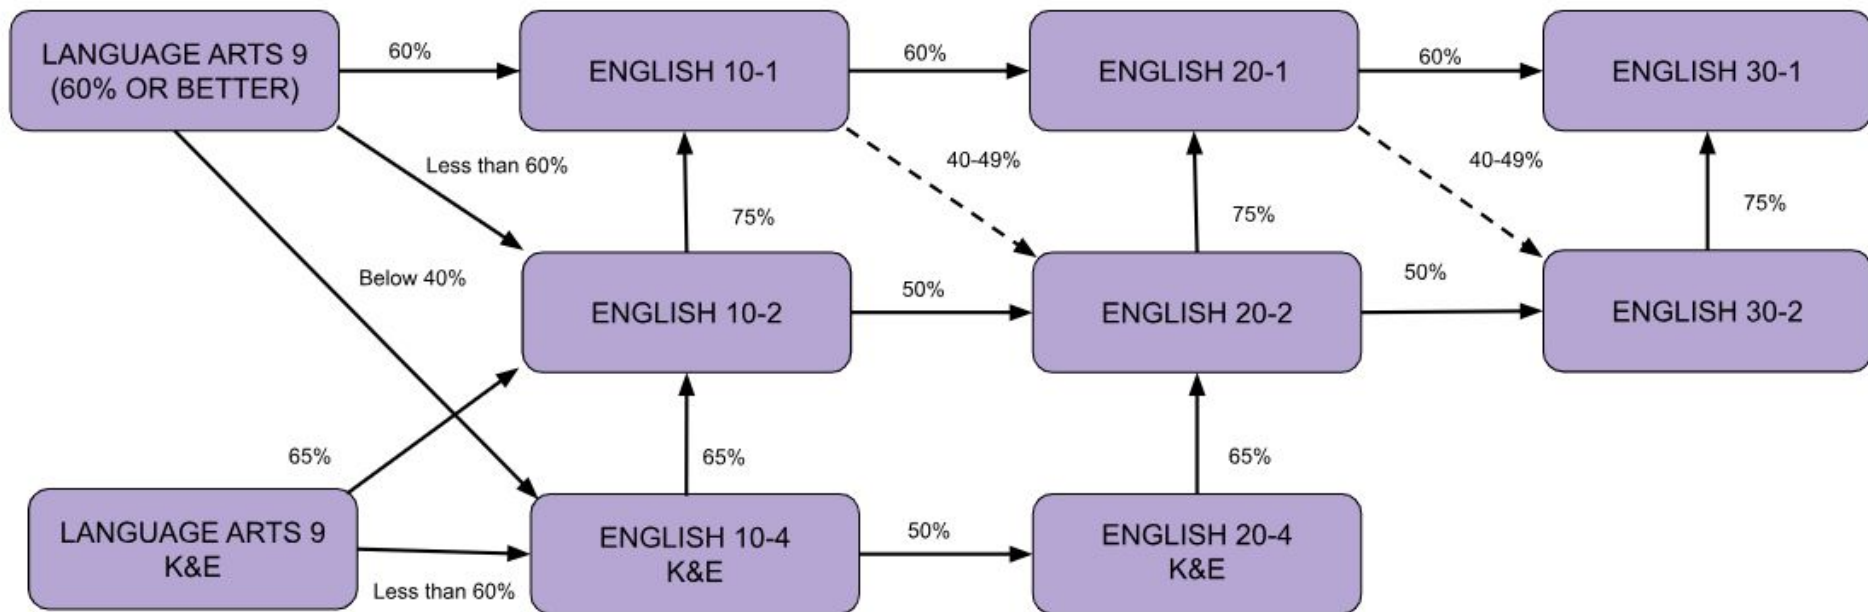 LANGUAGE ARTS 9
(60% OR BETTER)
60%
ENGLISH 10-1
60%
ENGLISH 20-1
60%
ENGLISH 30-1
Less than 60%
40-49%
40-49%
75%
75%
75%
Below 40%
ENGLISH 10-2
50%
ENGLISH 20-2
50%
ENGLISH 30-2
65%
65%
65%
LANGUAGE ARTS 9
K&E
Less than 60%
ENGLISH 10-4
K&E
50%
ENGLISH 20-4
K&E